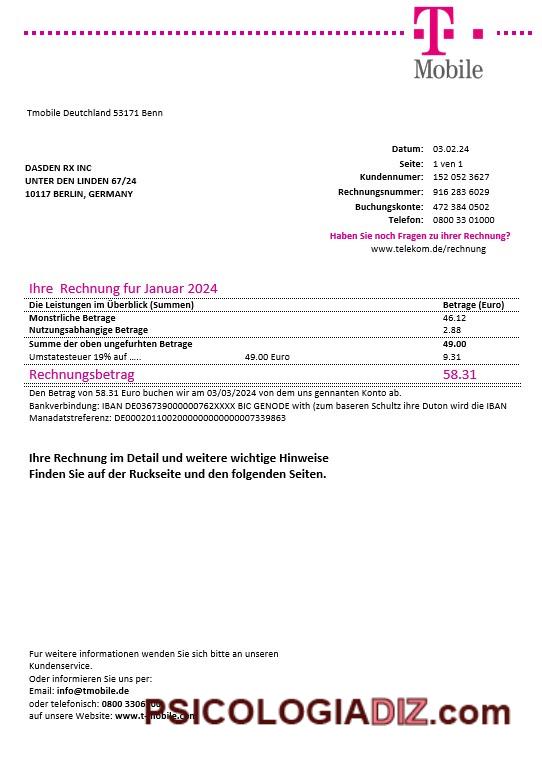 T
Mobile
Tmobile Deutchland 53171 Benn
Datum: 03.02.24
Seite: 1 ven 1
Kundennumer: 152 052 3627
Rechnungsnumer: 916 283 6029
Buchungskonte: 472 384 0502
Telefon: 0800 33 01000
Haben Sie noch Fragen zu ihrer Rechnung?
www.telekom.de/rechnung
DASDEN RX INC
UNTER DEN LINDEN 67/24
10117 BERLIN, GERMANY
Ihre Rechnung fur Januar 2024
Die Leistungen im Überblick (Summen) Betrage (Euro)
Monstrliche Betrage 46.12
Nutzungsabhangige Betrage 2.88
Summe der oben ungefurhten Betrage 49.00
Umstatesteuer 19% auf ..... 49.00 Euro 9.31
Rechnungsbetrag 58.31
Den Betrag von 58.31 Euro buchen wir am 03/03/2024 von dem uns gennanten Konto ab.
Bankverbindung: IBAN DE036739000000762XXXX BIC GENODE with (zum baseren Schultz ihre Duton wird die IBAN
Manadatstreferenz: DE00020110020000000000000007339863
Ihre Rechnung im Detail und weitere wichtige Hinweise
Finden Sie auf der Ruckseite und den folgenden Seiten.
Fur weitere informationen wenden Sie sich bitte an unseren
Kundenservice.
Oder informieren Sie uns per:
Email: info@tmobile.de
oder telefonisch: 0800 3306
auf unsere Website: www.t-mobile.com
PSICOLOGIADIZ.com